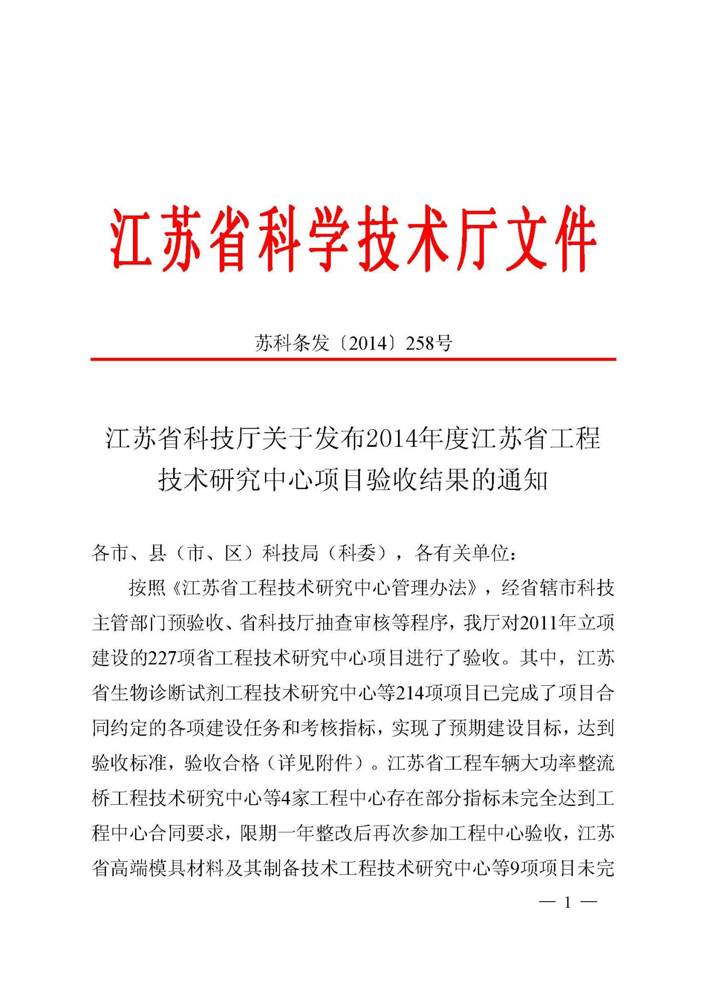 江苏省科学技术厅文件
苏科条发〔2014〕258号
江苏省科技厅关于发布2014年度江苏省工程
技术研究中心项目验收结果的通知
各市、县（市、区）科技局（科委），各有关单位：
按照《江苏省工程技术研究中心管理办法》，经省辖市科技
主管部门预验收、省科技厅抽查审核等程序，我厅对2011年立项
建设的227项省工程技术研究中心项目进行了验收。其中，江苏
省生物诊断试剂工程技术研究中心等214项项目已完成了项目合
同约定的各项建设任务和考核指标，实现了预期建设目标，达到
验收标准，验收合格（详见附件）。江苏省工程车辆大功率整流
桥工程技术研究中心等4家工程中心存在部分指标未完全达到工
程中心合同要求，限期一年整改后再次参加工程中心验收，江苏
省高端模具材料及其制备技术工程技术研究中心等9项项目未完
— 1 —